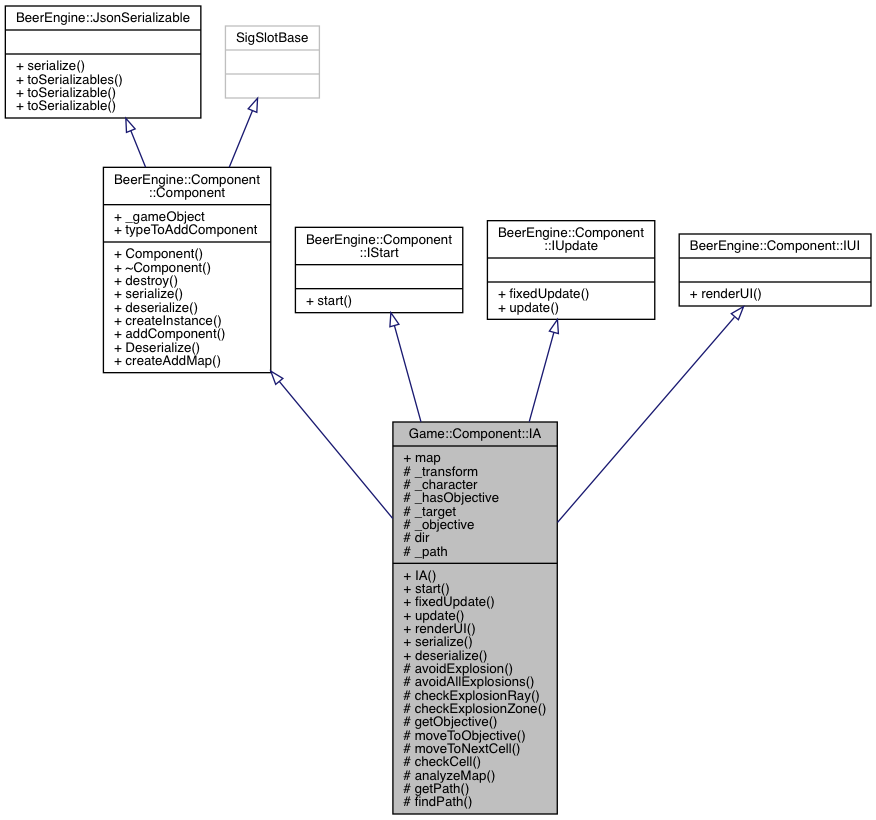 BeerEngine::JsonSerializable
+ serialize()
+ toSerializables()
+ toSerializable()
+ toSerializable()
SigSlotBase
BeerEngine::Component
::Component
+ _gameObject
+ typeToAddComponent
+ Component()
+ ~Component()
+ destroy()
+ serialize()
+ deserialize()
+ createInstance()
+ addComponent()
+ Deserialize()
+ createAddMap()
BeerEngine::Component
::IStart
+ start()
BeerEngine::Component
::IUpdate
+ fixedUpdate()
+ update()
BeerEngine::Component::IUI
+ renderUI()
Game::Component::IA
+ map
# _transform
# _character
# _hasObjective
# _target
# _objective
# dir
# _path
+ IA()
+ start()
+ fixedUpdate()
+ update()
+ renderUI()
+ serialize()
+ deserialize()
# avoidExplosion()
# avoidAllExplosions()
# checkExplosionRay()
# checkExplosionZone()
# getObjective()
# moveToObjective()
# moveToNextCell()
# checkCell()
# analyzeMap()
# getPath()
# findPath()